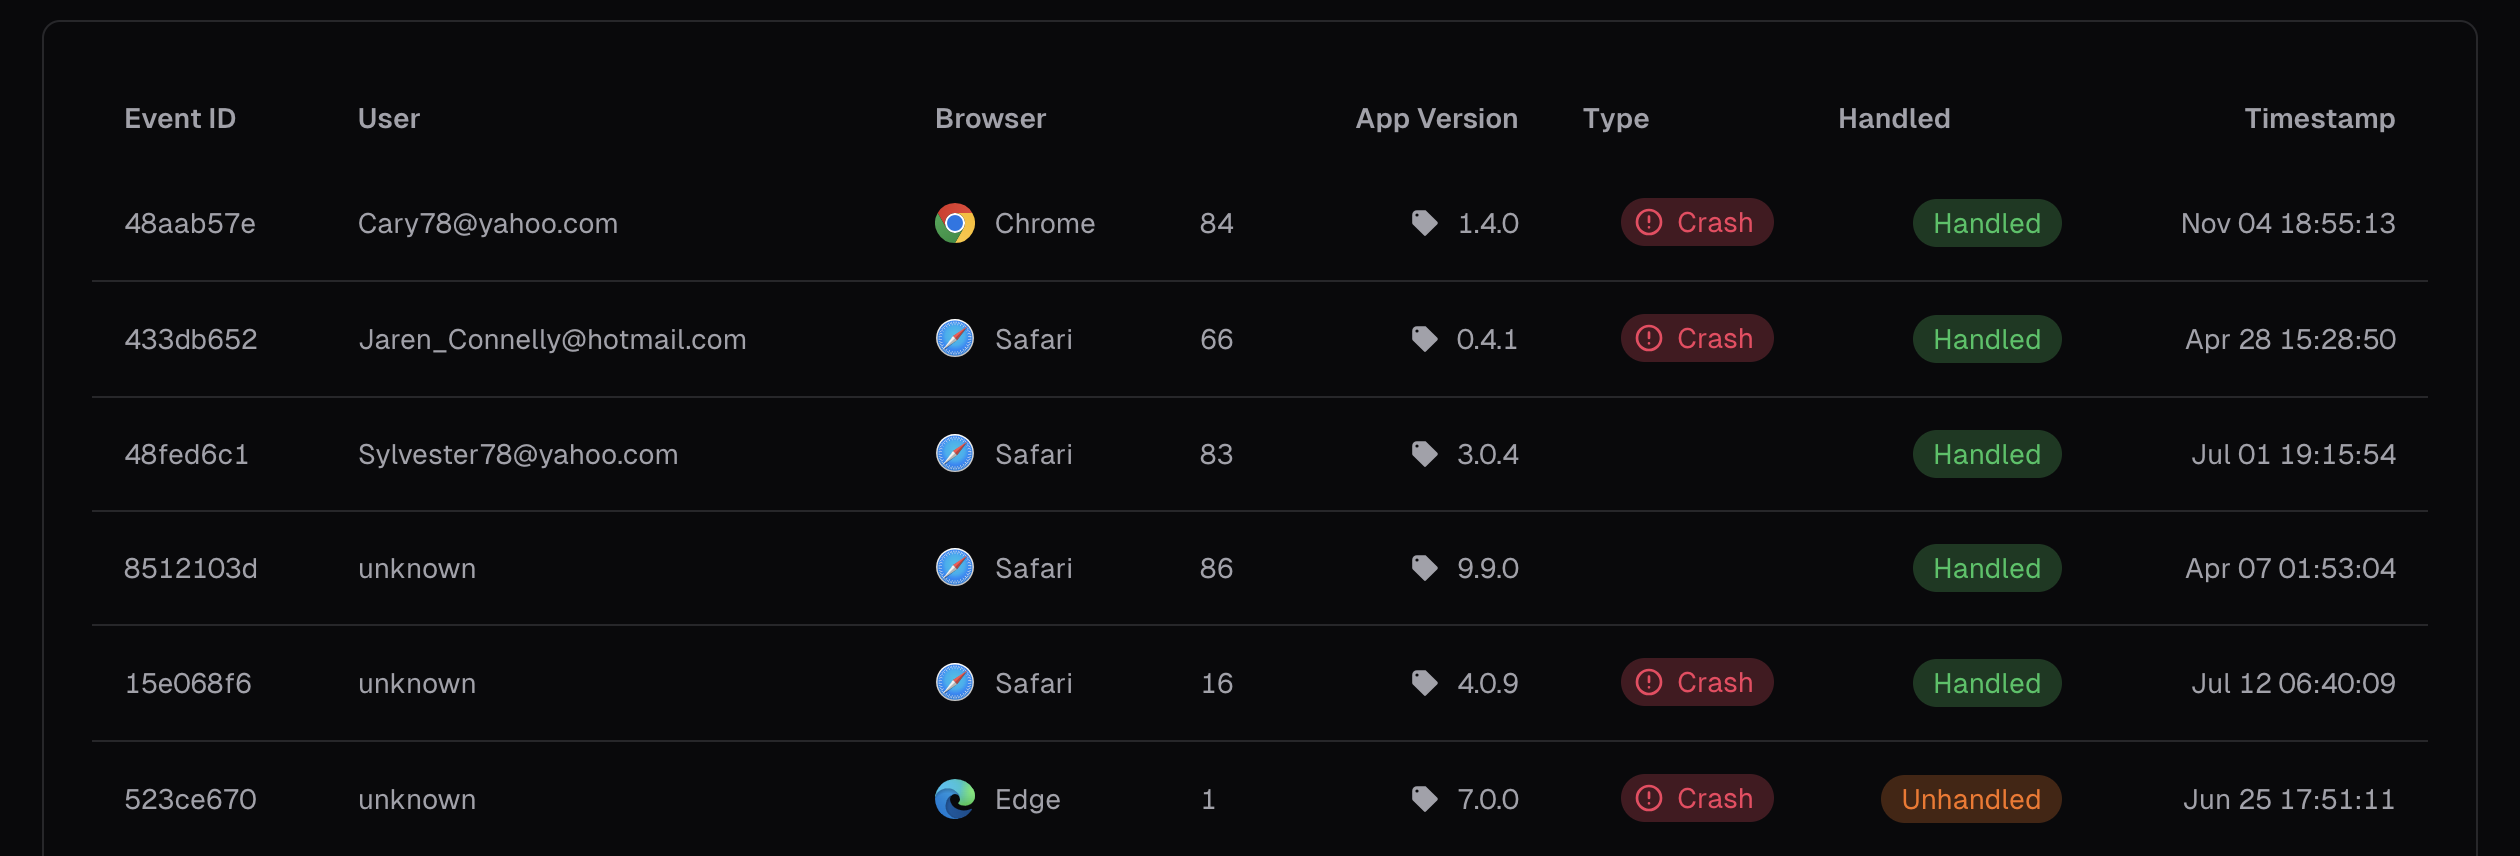 Event ID User Browser App Version Type Handled Timestamp
48aab57e Cary78@yahoo.com Chrome 84 1.4.0 Crash Handled Nov 04 18:55:13
433db652 Jaren_Connelly@hotmail.com Safari 66 0.4.1 Crash Handled Apr 28 15:28:50
48fed6c1 Sylvester78@yahoo.com Safari 83 3.0.4 Handled Jul 01 19:15:54
8512103d unknown Safari 86 9.9.0 Handled Apr 07 01:53:04
15e068f6 unknown Safari 16 4.0.9 Crash Handled Jul 12 06:40:09
523ce670 unknown Edge 1 7.0.0 Crash Unhandled Jun 25 17:51:11